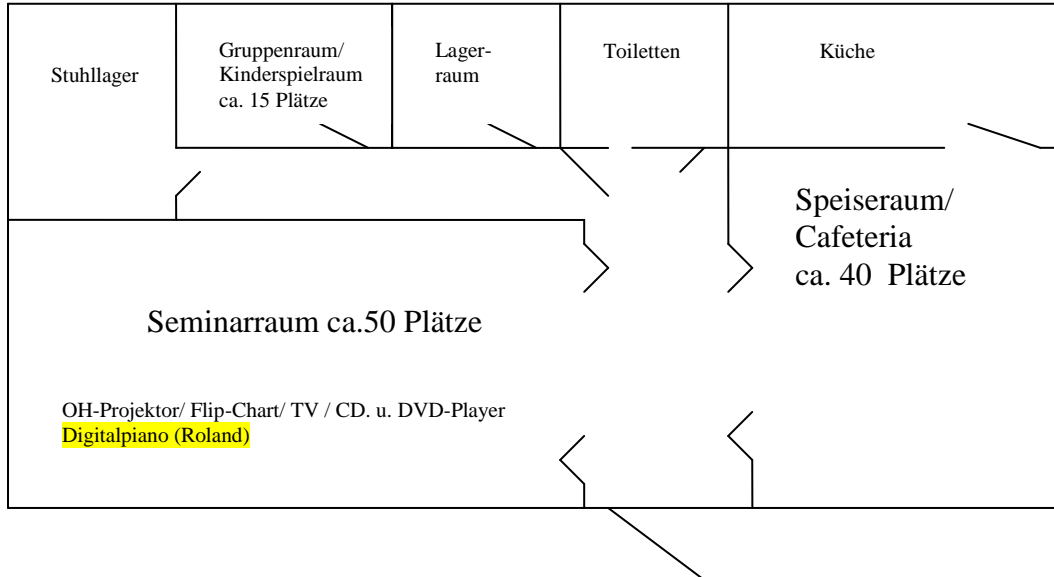 Stuhllager
Gruppenraum/
Kinderspielraum
ca. 15 Plätze
Lager-
raum
Toiletten
Küche
Speiseraum/
Cafeteria
ca. 40 Plätze
Seminarraum ca.50 Plätze
OH-Projektor/ Flip-Chart/ TV / CD. u. DVD-Player
Digitalpiano (Roland)